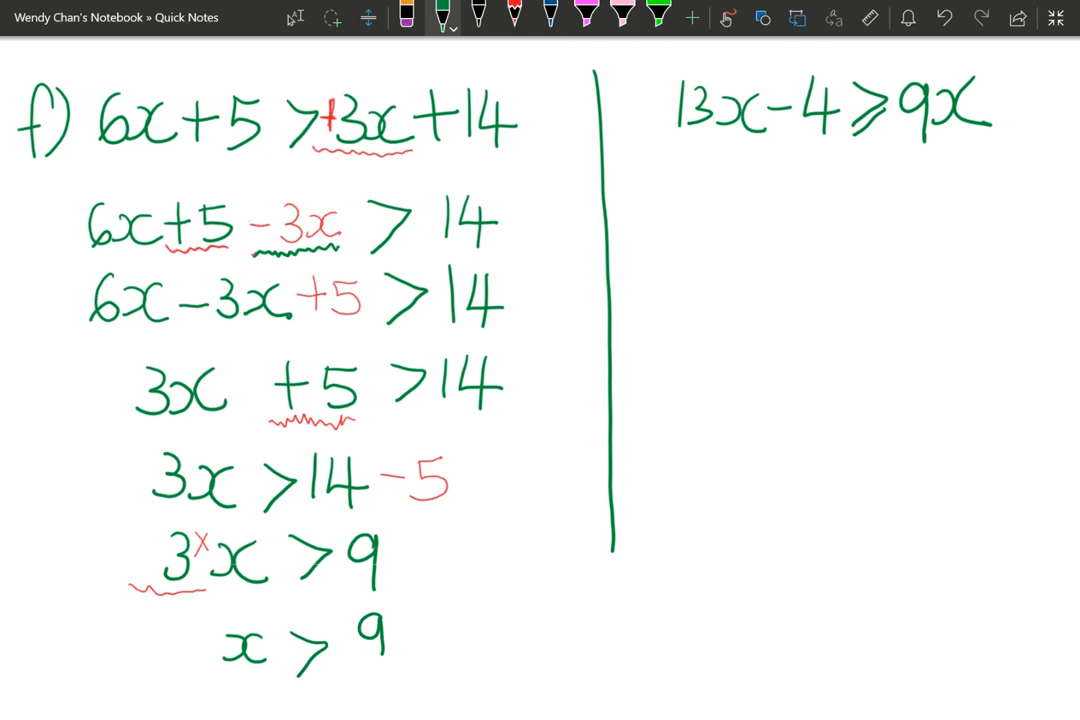 Wendy Chan's Notebook » Quick Notes
f) 6x+5 >+3x+14
6x+5 -3x > 14
6x-3x+5 > 14
3x +5 >14
3x >14 -5
3×x > 9
x > 9
13x-4⩾9x